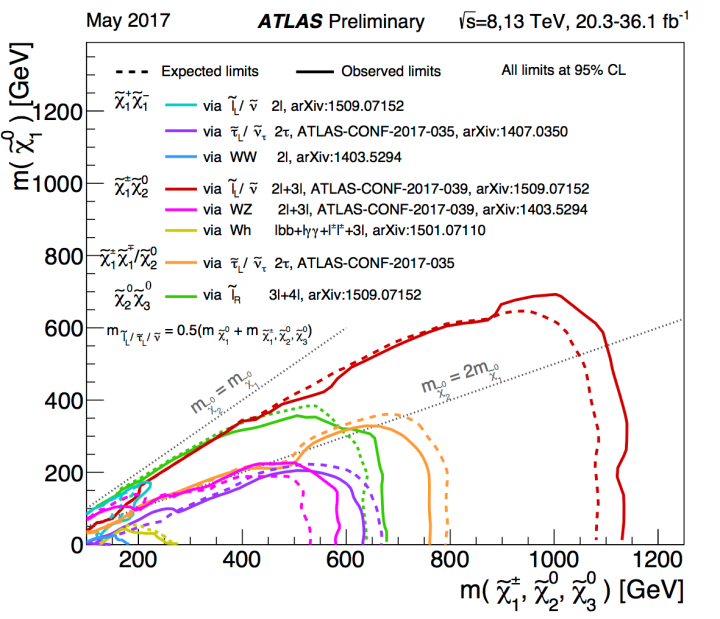 May 2017 ATLAS Preliminary √s=8,13 TeV, 20.3-36.1 fb⁻¹
Expected limits Observed limits All limits at 95% CL
χ̃₁⁺χ̃₁⁻ via l̃_L/ ν̃ 2l, arXiv:1509.07152
via τ̃_L/ ν̃_τ 2τ, ATLAS-CONF-2017-035, arXiv:1407.0350
via WW 2l, arXiv:1403.5294
χ̃₁±χ̃₂⁰ via l̃_L/ ν̃ 2l+3l, ATLAS-CONF-2017-039, arXiv:1509.07152
via WZ 2l+3l, ATLAS-CONF-2017-039, arXiv:1403.5294
via Wh lbb+lγγ+l±l±+3l, arXiv:1501.07110
χ̃₁±χ̃₁∓/χ̃₂⁰ via τ̃_L/ ν̃_τ 2τ, ATLAS-CONF-2017-035
χ̃₂⁰χ̃₃⁰ via l̃_R 3l+4l, arXiv:1509.07152
m l̃_L/ τ̃_L/ ν̃ = 0.5(m χ̃₁⁰ + m χ̃₁±,χ̃₂⁰,χ̃₃⁰)
m χ̃₂⁰ = m χ̃₁⁰
m χ̃₂⁰ = 2m χ̃₁⁰
m( χ̃₁⁰ ) [GeV]
1200
1000
800
600
400
200
0
200 400 600 800 1000 1200
m( χ̃₁±, χ̃₂⁰, χ̃₃⁰ ) [GeV]